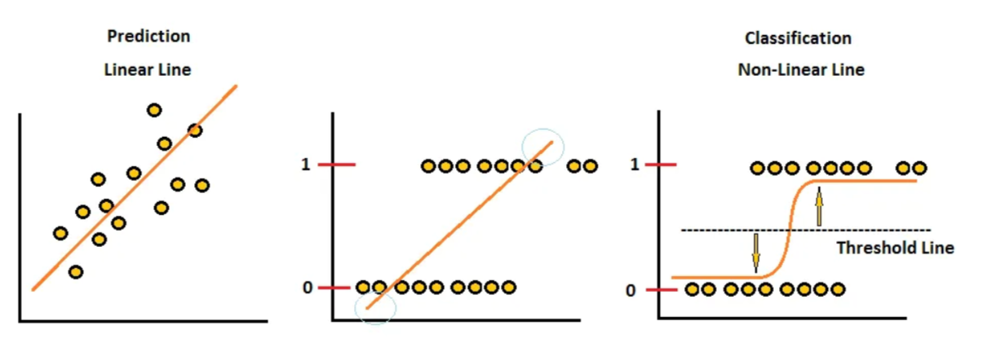 Prediction
Linear Line
1
0
Classification
Non-Linear Line
1
Threshold Line
0